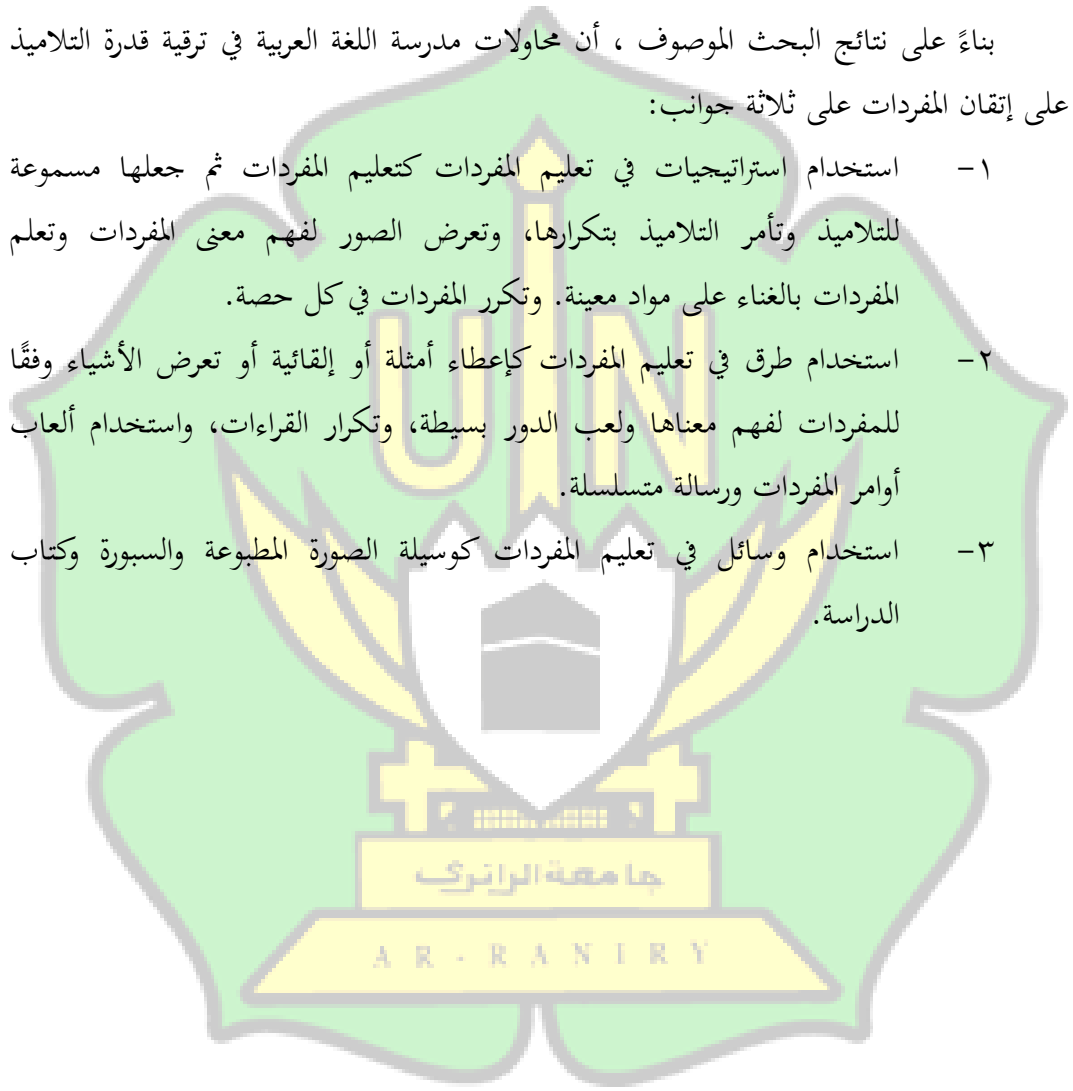 بناءً على نتائج البحث الموصوف ، أن محاولات مدرسة اللغة العربية في ترقية قدرة التلاميذ
على إتقان المفردات على ثلاثة جوانب:
١- استخدام استراتيجيات في تعليم المفردات كتعليم المفردات ثم جعلها مسموعة
للتلاميذ وتأمر التلاميذ بتكرارها، وتعرض الصور لفهم معنى المفردات وتعلم
المفردات بالغناء على مواد معينة. وتكرر المفردات في كل حصة.
٢- استخدام طرق في تعليم المفردات كإعطاء أمثلة أو إلقائية أو تعرض الأشياء وفقًا
للمفردات لفهم معناها ولعب الدور بسيطة، وتكرار القراءات، واستخدام ألعاب
أوامر المفردات ورسالة متسلسلة.
٣- استخدام وسائل في تعليم المفردات كوسيلة الصورة المطبوعة والسبورة وكتاب
الدراسة.
UIN
جامعة الرانري
AR-RANIRY